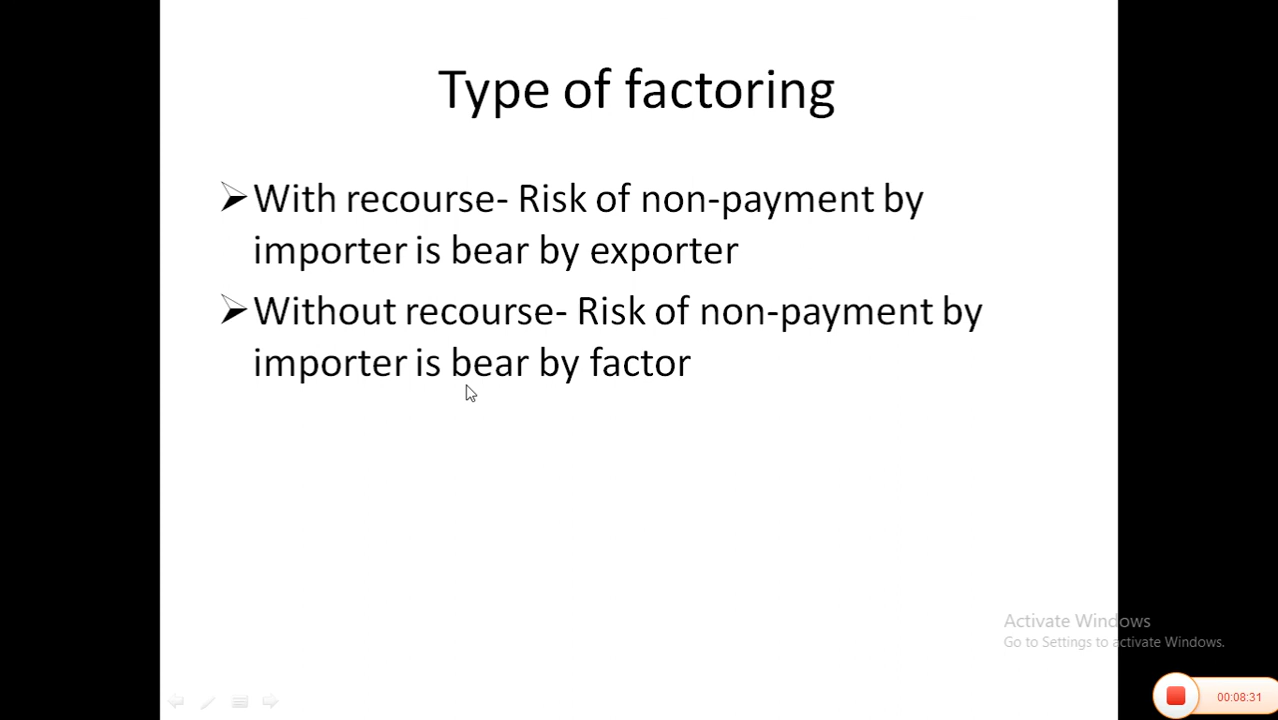 Type of factoring
With recourse- Risk of non-payment by
importer is bear by exporter
Without recourse- Risk of non-payment by
importer is bear by factor
Activate Windows
Go to Settings to activate Windows.
00:08:31